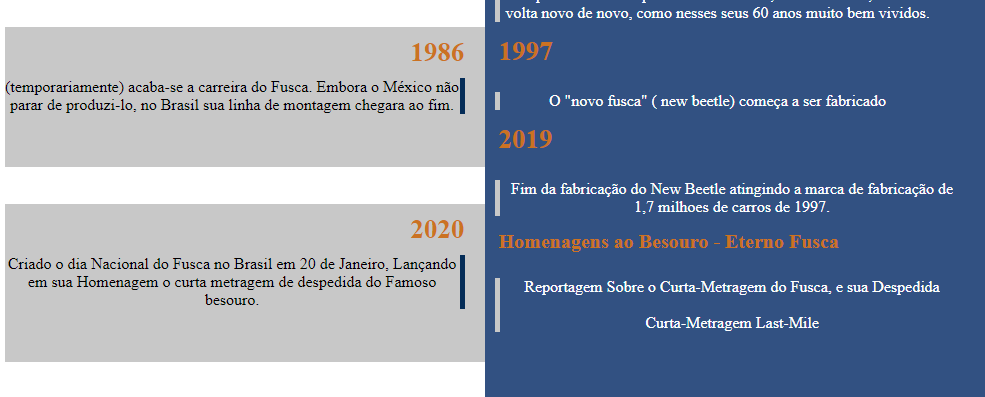 volta novo de novo, como nesses seus 60 anos muito bem vividos.
1986
(temporariamente) acaba-se a carreira do Fusca. Embora o México não
parar de produzi-lo, no Brasil sua linha de montagem chegara ao fim.
1997
O "novo fusca" ( new beetle) começa a ser fabricado
2019
Fim da fabricação do New Beetle atingindo a marca de fabricação de
1,7 milhoes de carros de 1997.
2020
Criado o dia Nacional do Fusca no Brasil em 20 de Janeiro, Lançando
em sua Homenagem o curta metragem de despedida do Famoso
besouro.
Homenagens ao Besouro - Eterno Fusca
Reportagem Sobre o Curta-Metragem do Fusca, e sua Despedida
Curta-Metragem Last-Mile